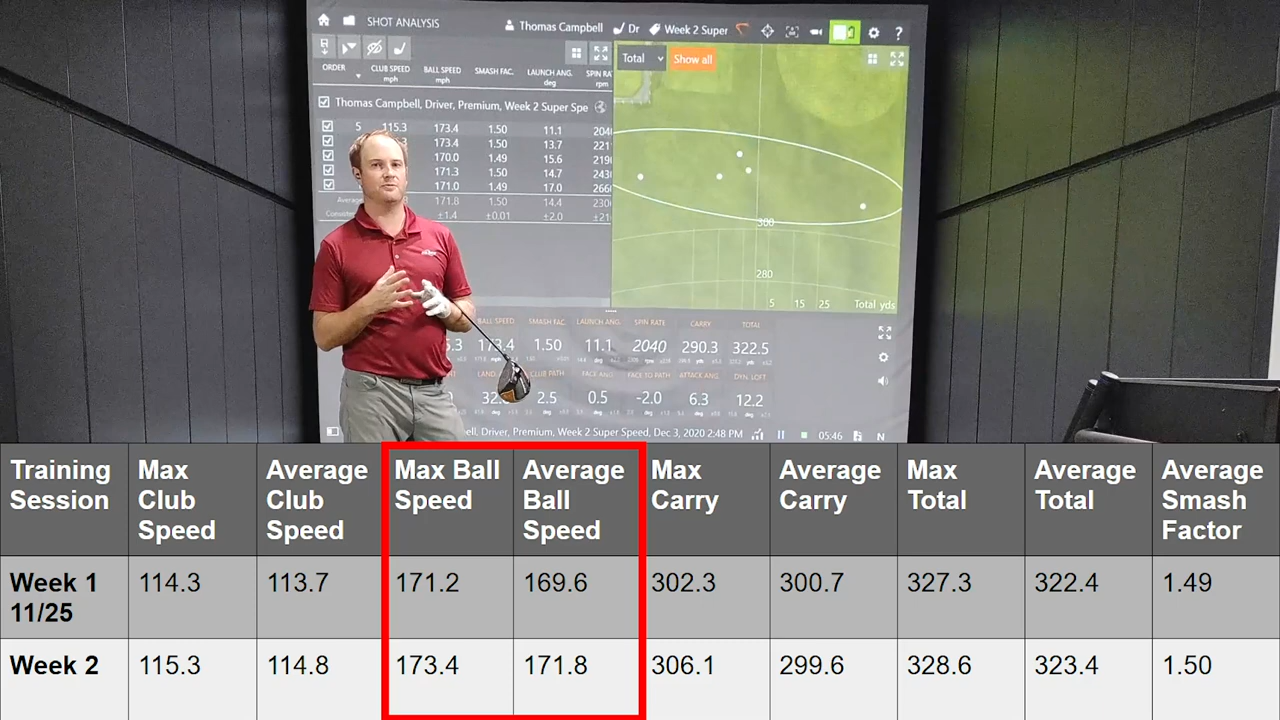 SHOT ANALYSIS
Thomas Campbell
Dr
Week 2 Super
?
ORDER CLUB SPEED BALL SPEED SMASH FAC. LAUNCH ANG.
mph mph deg rpm
Total Show all
Thomas Campbell, Driver, Premium, Week 2 Super Spe
5 115.3 173.4 1.50 11.1
173.4 1.50 13.7
170.0 1.49 15.6
171.3 1.50 14.7
171.0 1.49 17.0
Average 171.8 1.50 14.4
±1.4 ±0.01 ±2.0
300
280
5 15 25 Total yds
BALL SPEED SMASH FAC. LAUNCH ANG. SPIN RATE CARRY TOTAL
5.3 173.4 1.50 11.1 2040 290.3 322.5
CLUB PATH FACE ANG. FACE TO PATH ATTACK ANG. DYN. LOFT
2.5 0.5 -2.0 6.3 12.2
ell, Driver, Premium, Week 2 Super Speed, Dec 3, 2020 2:48 PM
05:46
N
Training Session Max Club Speed Average Club Speed Max Ball Speed Average Ball Speed Max Carry Average Carry Max Total Average Total Average Smash Factor
Week 1 11/25 114.3 113.7 171.2 169.6 302.3 300.7 327.3 322.4 1.49
Week 2 115.3 114.8 173.4 171.8 306.1 299.6 328.6 323.4 1.50